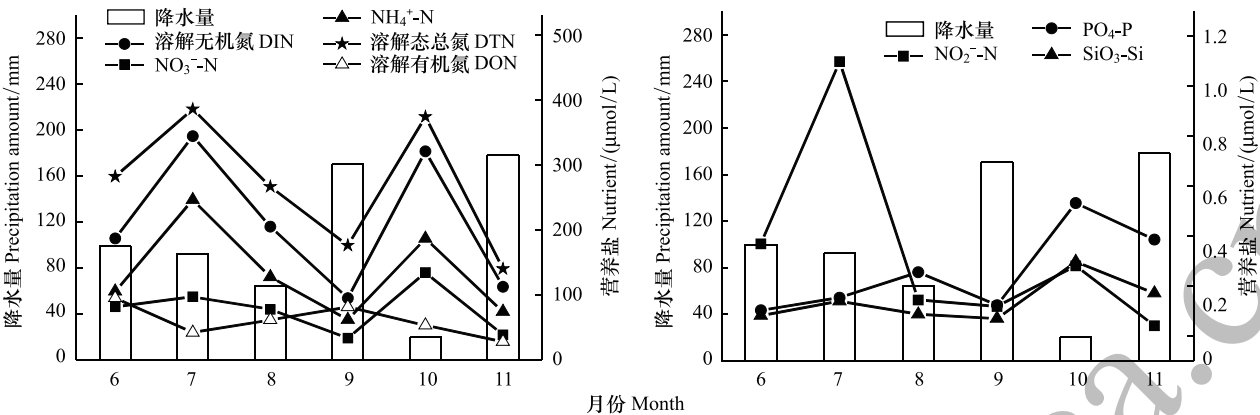 降水量 NH₄⁺-N
溶解无机氮 DIN 溶解态总氮 DTN
NO₃⁻-N 溶解有机氮 DON
降水量 Precipitation amount/mm
280
240
200
160
120
80
40
0
500
400
300
200
100
0
营养盐 Nutrient/(μmol/L)
6 7 8 9 10 11
降水量 PO₄-P
NO₂⁻-N SiO₃-Si
降水量 Precipitation amount/mm
280
240
200
160
120
80
40
0
1.2
1.0
0.8
0.6
0.4
0.2
0
营养盐 Nutrient/(μmol/L)
6 7 8 9 10 11
月份 Month